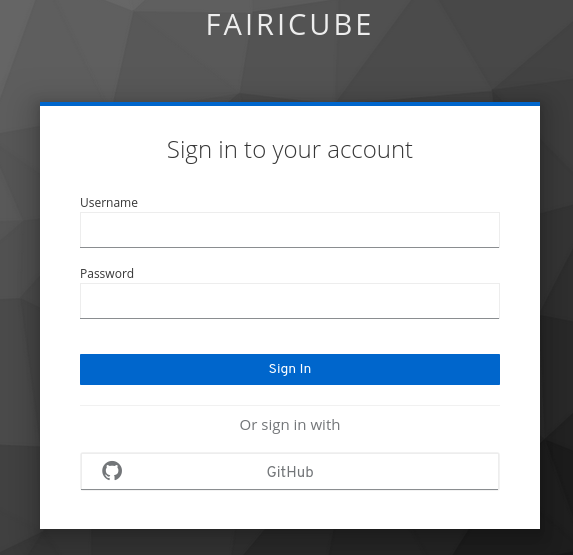 FAIRICUBE
Sign in to your account
Username
Password
Sign In
Or sign in with
GitHub